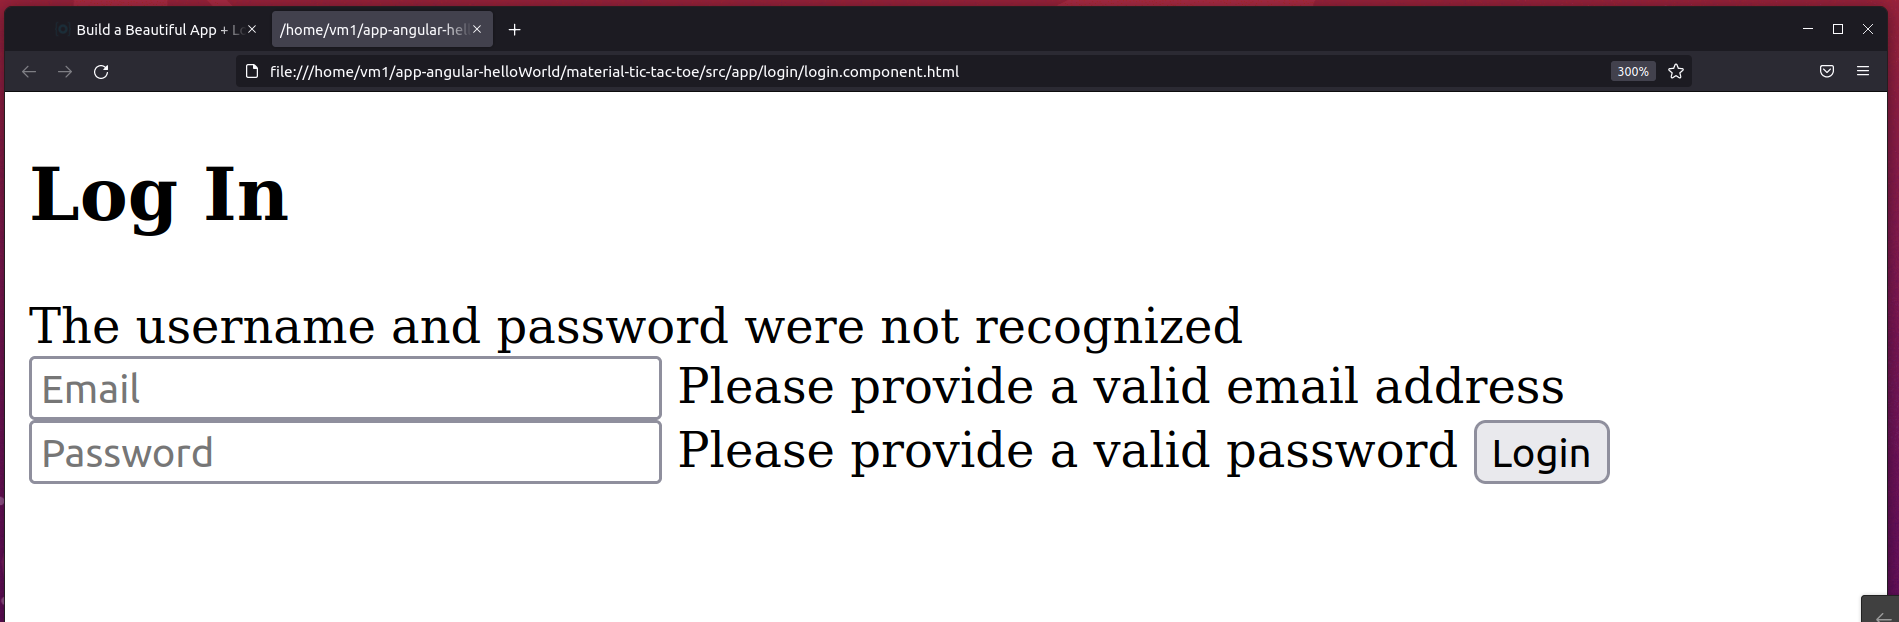 Build a Beautiful App + Lo
/home/vm1/app-angular-hel
file:///home/vm1/app-angular-helloWorld/material-tic-tac-toe/src/app/login/login.component.html
300%
Log In
The username and password were not recognized
Email Please provide a valid email address
Password Please provide a valid password Login